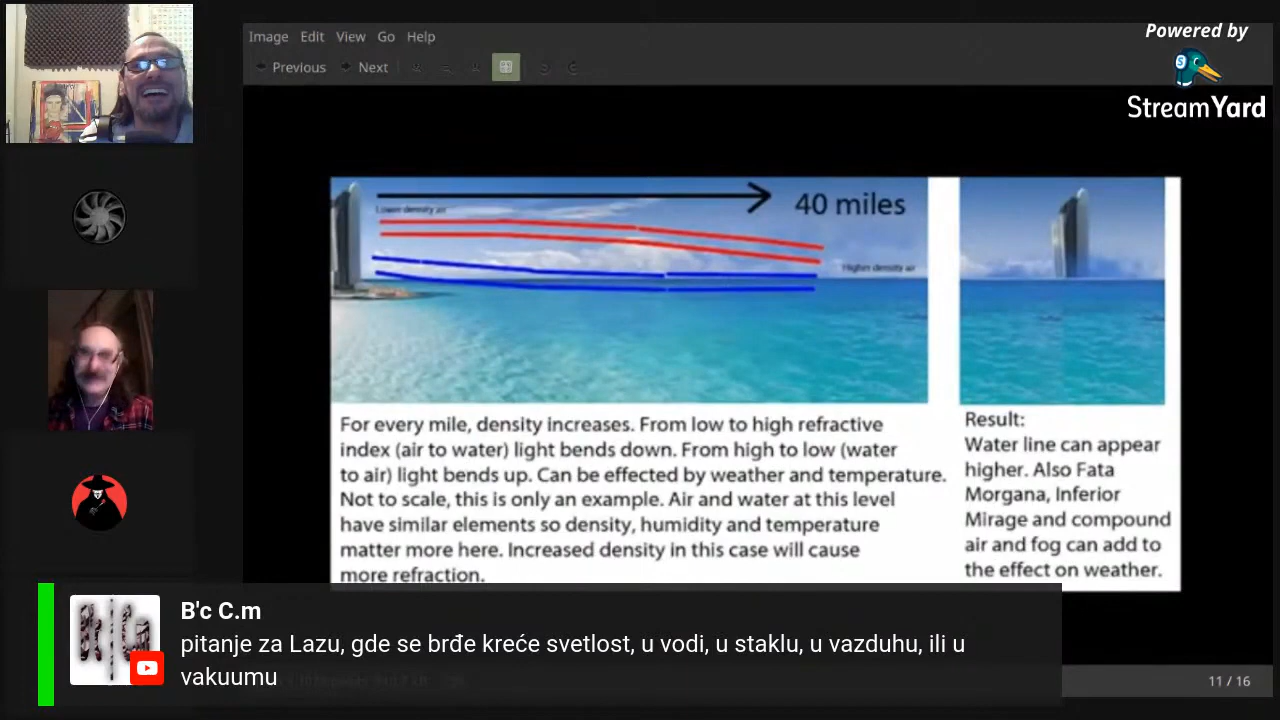 Image Edit View Go Help
Previous Next
Powered by
StreamYard
40 miles
Lower density air
Higher density air
For every mile, density increases. From low to high refractive
index (air to water) light bends down. From high to low (water
to air) light bends up. Can be effected by weather and temperature.
Not to scale, this is only an example. Air and water at this level
have similar elements so density, humidity and temperature
matter more here. Increased density in this case will cause
more refraction.
Result:
Water line can appear
higher. Also Fata
Morgana, Inferior
Mirage and compound
air and fog can add to
the effect on weather.
B'c C.m
pitanje za Lazu, gde se brđe kreće svetlost, u vodi, u staklu, u vazduhu, ili u
vakuumu
11 / 16